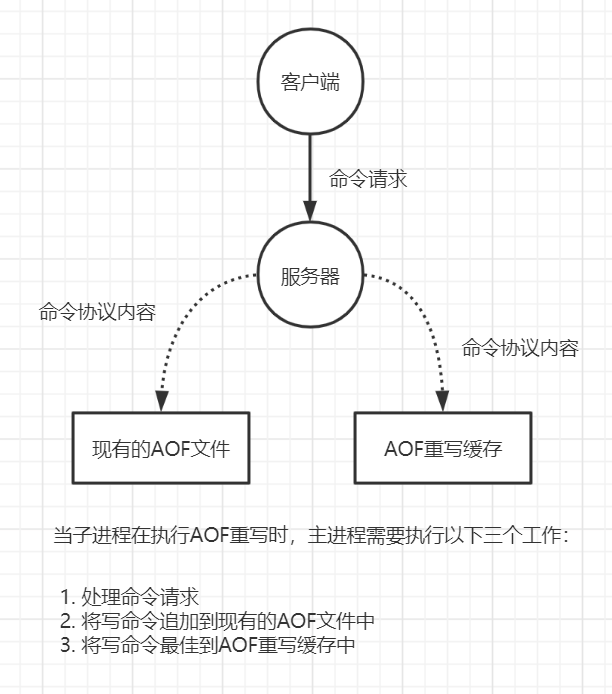 客户端
命令请求
服务器
命令协议内容
命令协议内容
现有的AOF文件
AOF重写缓存
当子进程在执行AOF重写时，主进程需要执行以下三个工作：
1. 处理命令请求
2. 将写命令追加到现有的AOF文件中
3. 将写命令最佳到AOF重写缓存中